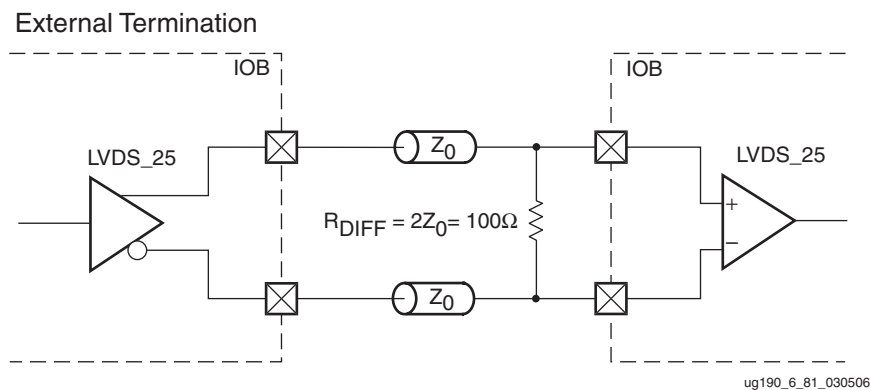 External Termination
IOB
IOB
LVDS_25
Z0
LVDS_25
+
−
RDIFF = 2Z0= 100Ω
Z0
ug190_6_81_030506